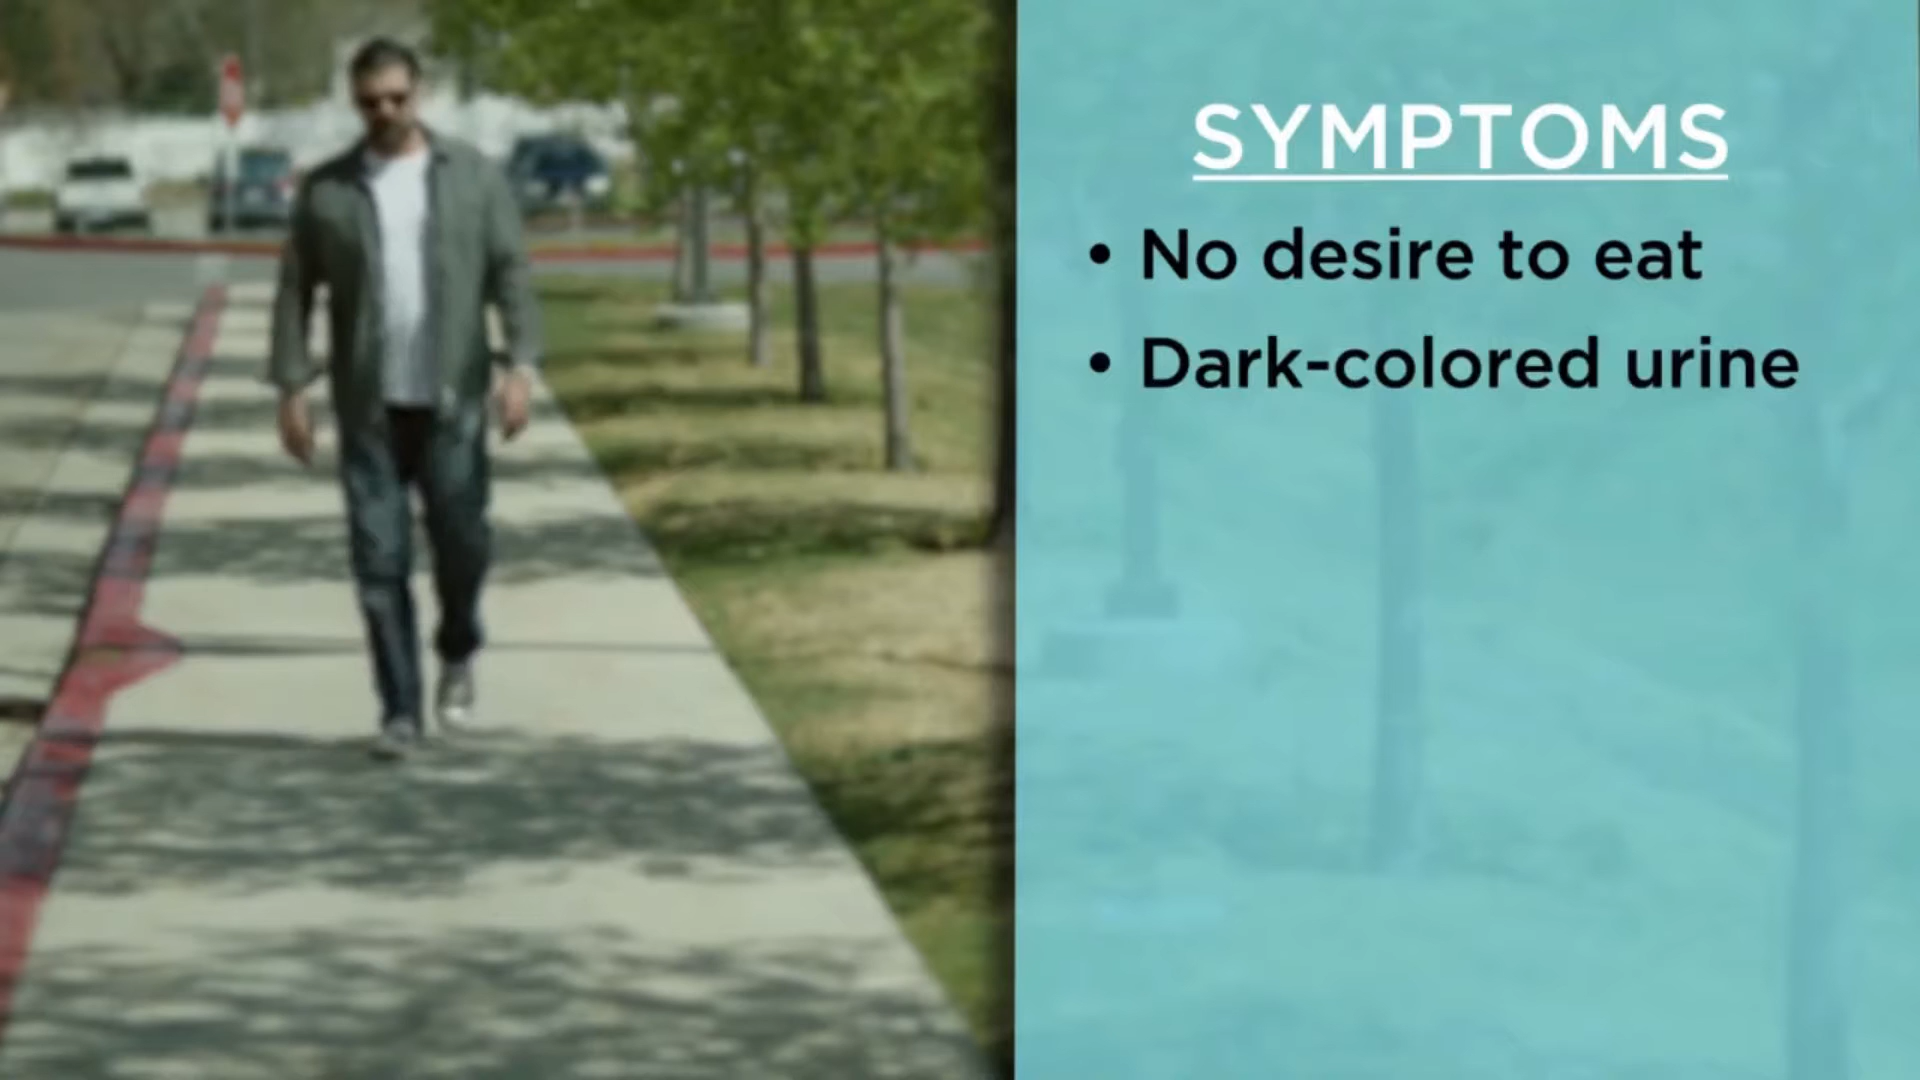 SYMPTOMS
• No desire to eat
• Dark-colored urine